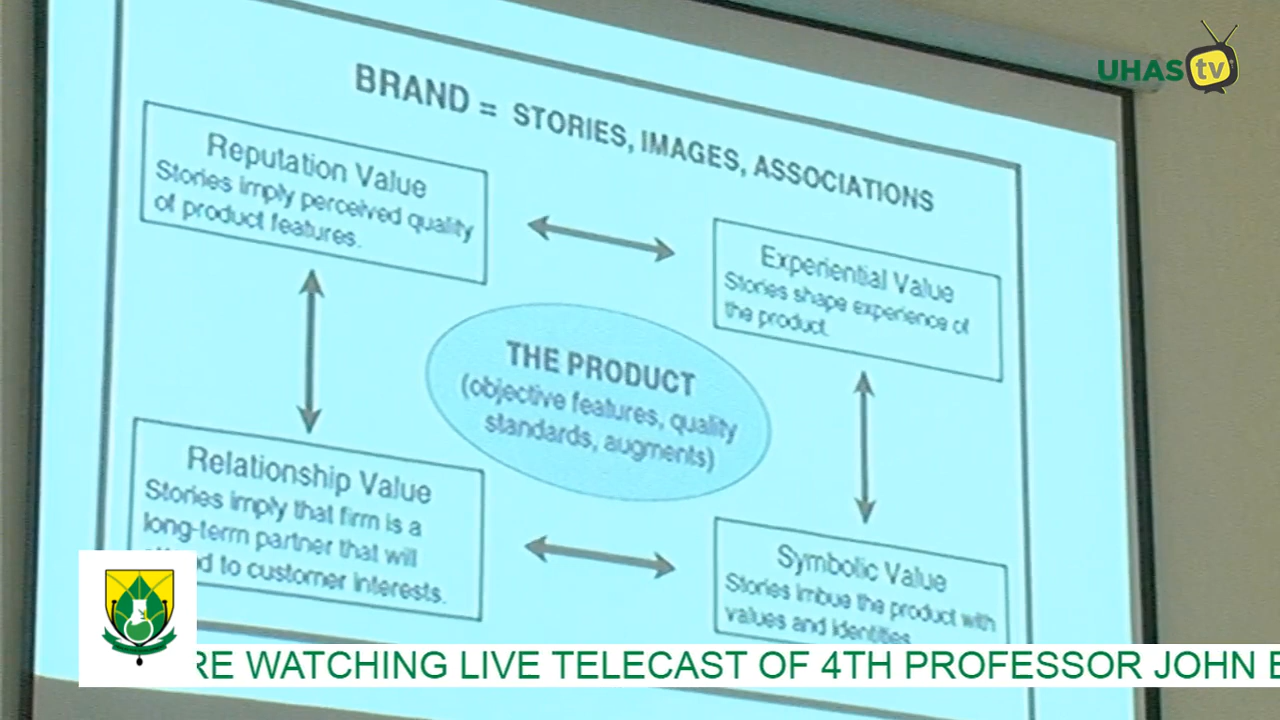 UHAS tv
BRAND = STORIES, IMAGES, ASSOCIATIONS
Reputation Value
Stories imply perceived quality
of product features.
Experiential Value
Stories shape experience of
the product.
THE PRODUCT
(objective features, quality
standards, augments)
Relationship Value
Stories imply that firm is a
long-term partner that will
to customer interests.
Symbolic Value
Stories imbue the product with
values and identities
RE WATCHING LIVE TELECAST OF 4TH PROFESSOR JOHN E